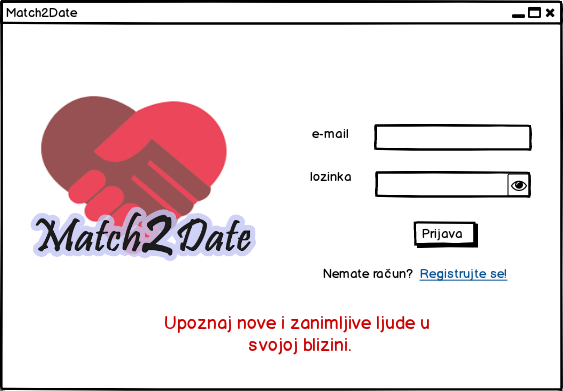 Match2Date
e-mail
lozinka
Match2Date
Prijava
Nemate račun? Registrujte se!
Upoznaj nove i zanimljive ljude u
svojoj blizini.